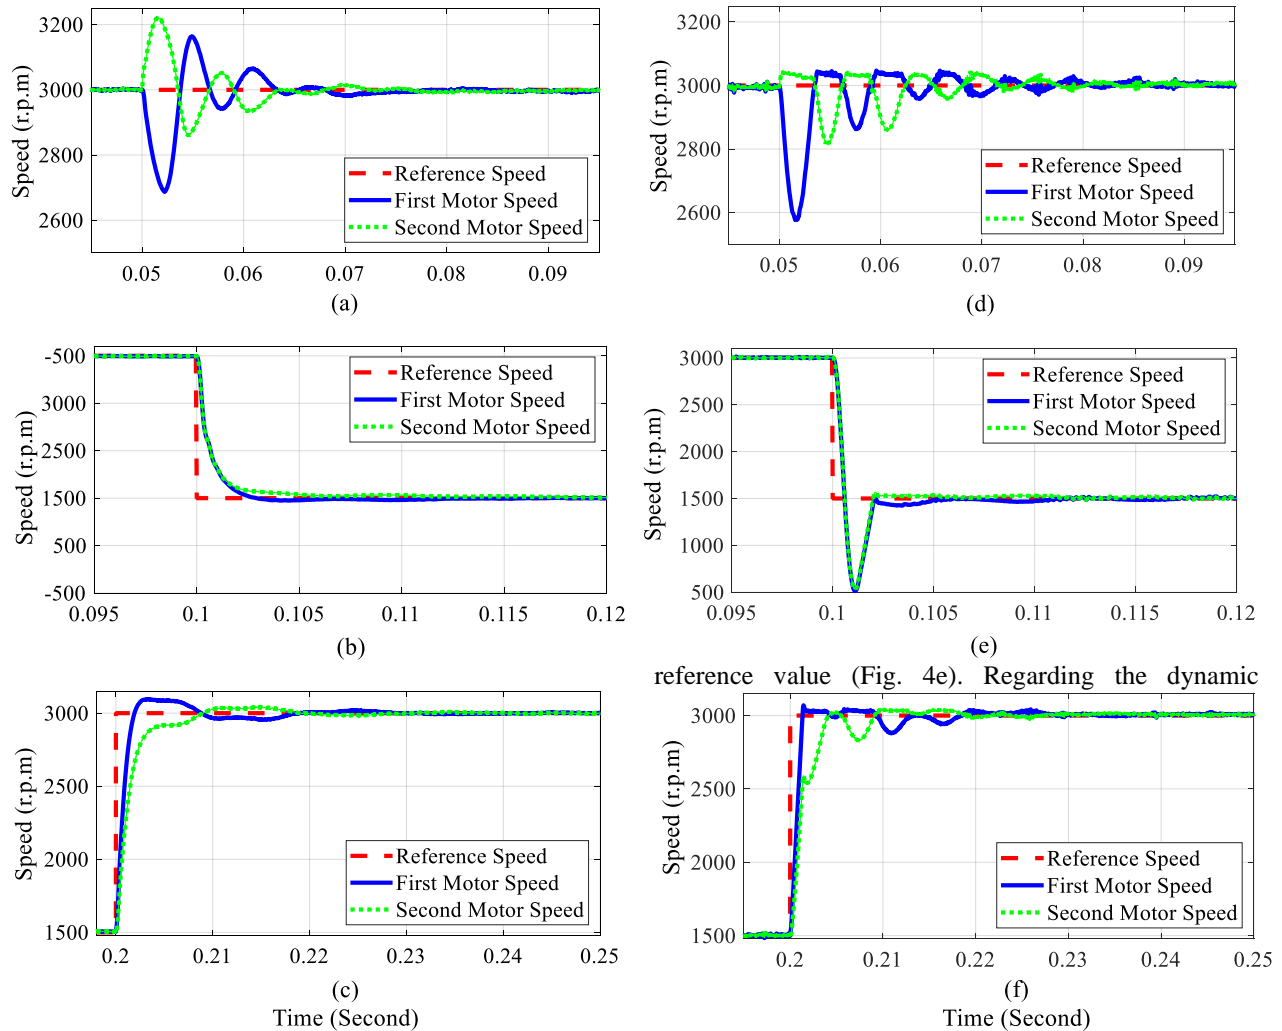 3200
3000
2800
2600
Speed (r.p.m)
Reference Speed
First Motor Speed
Second Motor Speed
0.05
0.06
0.07
0.08
0.09
(a)
3200
3000
2800
2600
Speed (r.p.m)
Reference Speed
First Motor Speed
Second Motor Speed
0.05
0.06
0.07
0.08
0.09
(d)
-500
3000
2500
1500
500
-500
Speed (r.p.m)
Reference Speed
First Motor Speed
Second Motor Speed
0.095
0.1
0.105
0.11
0.115
0.12
(b)
3000
2500
2000
1500
1000
500
Speed (r.p.m)
Reference Speed
First Motor Speed
Second Motor Speed
0.095
0.1
0.105
0.11
0.115
0.12
(e)
reference value (Fig. 4e). Regarding the dynamic
3000
2500
2000
1500
Speed (r.p.m)
Reference Speed
First Motor Speed
Second Motor Speed
0.2
0.21
0.22
0.23
0.24
0.25
(c)
Time (Second)
3000
2500
2000
1500
Speed (r.p.m)
Reference Speed
First Motor Speed
Second Motor Speed
0.2
0.21
0.22
0.23
0.24
0.25
(f)
Time (Second)